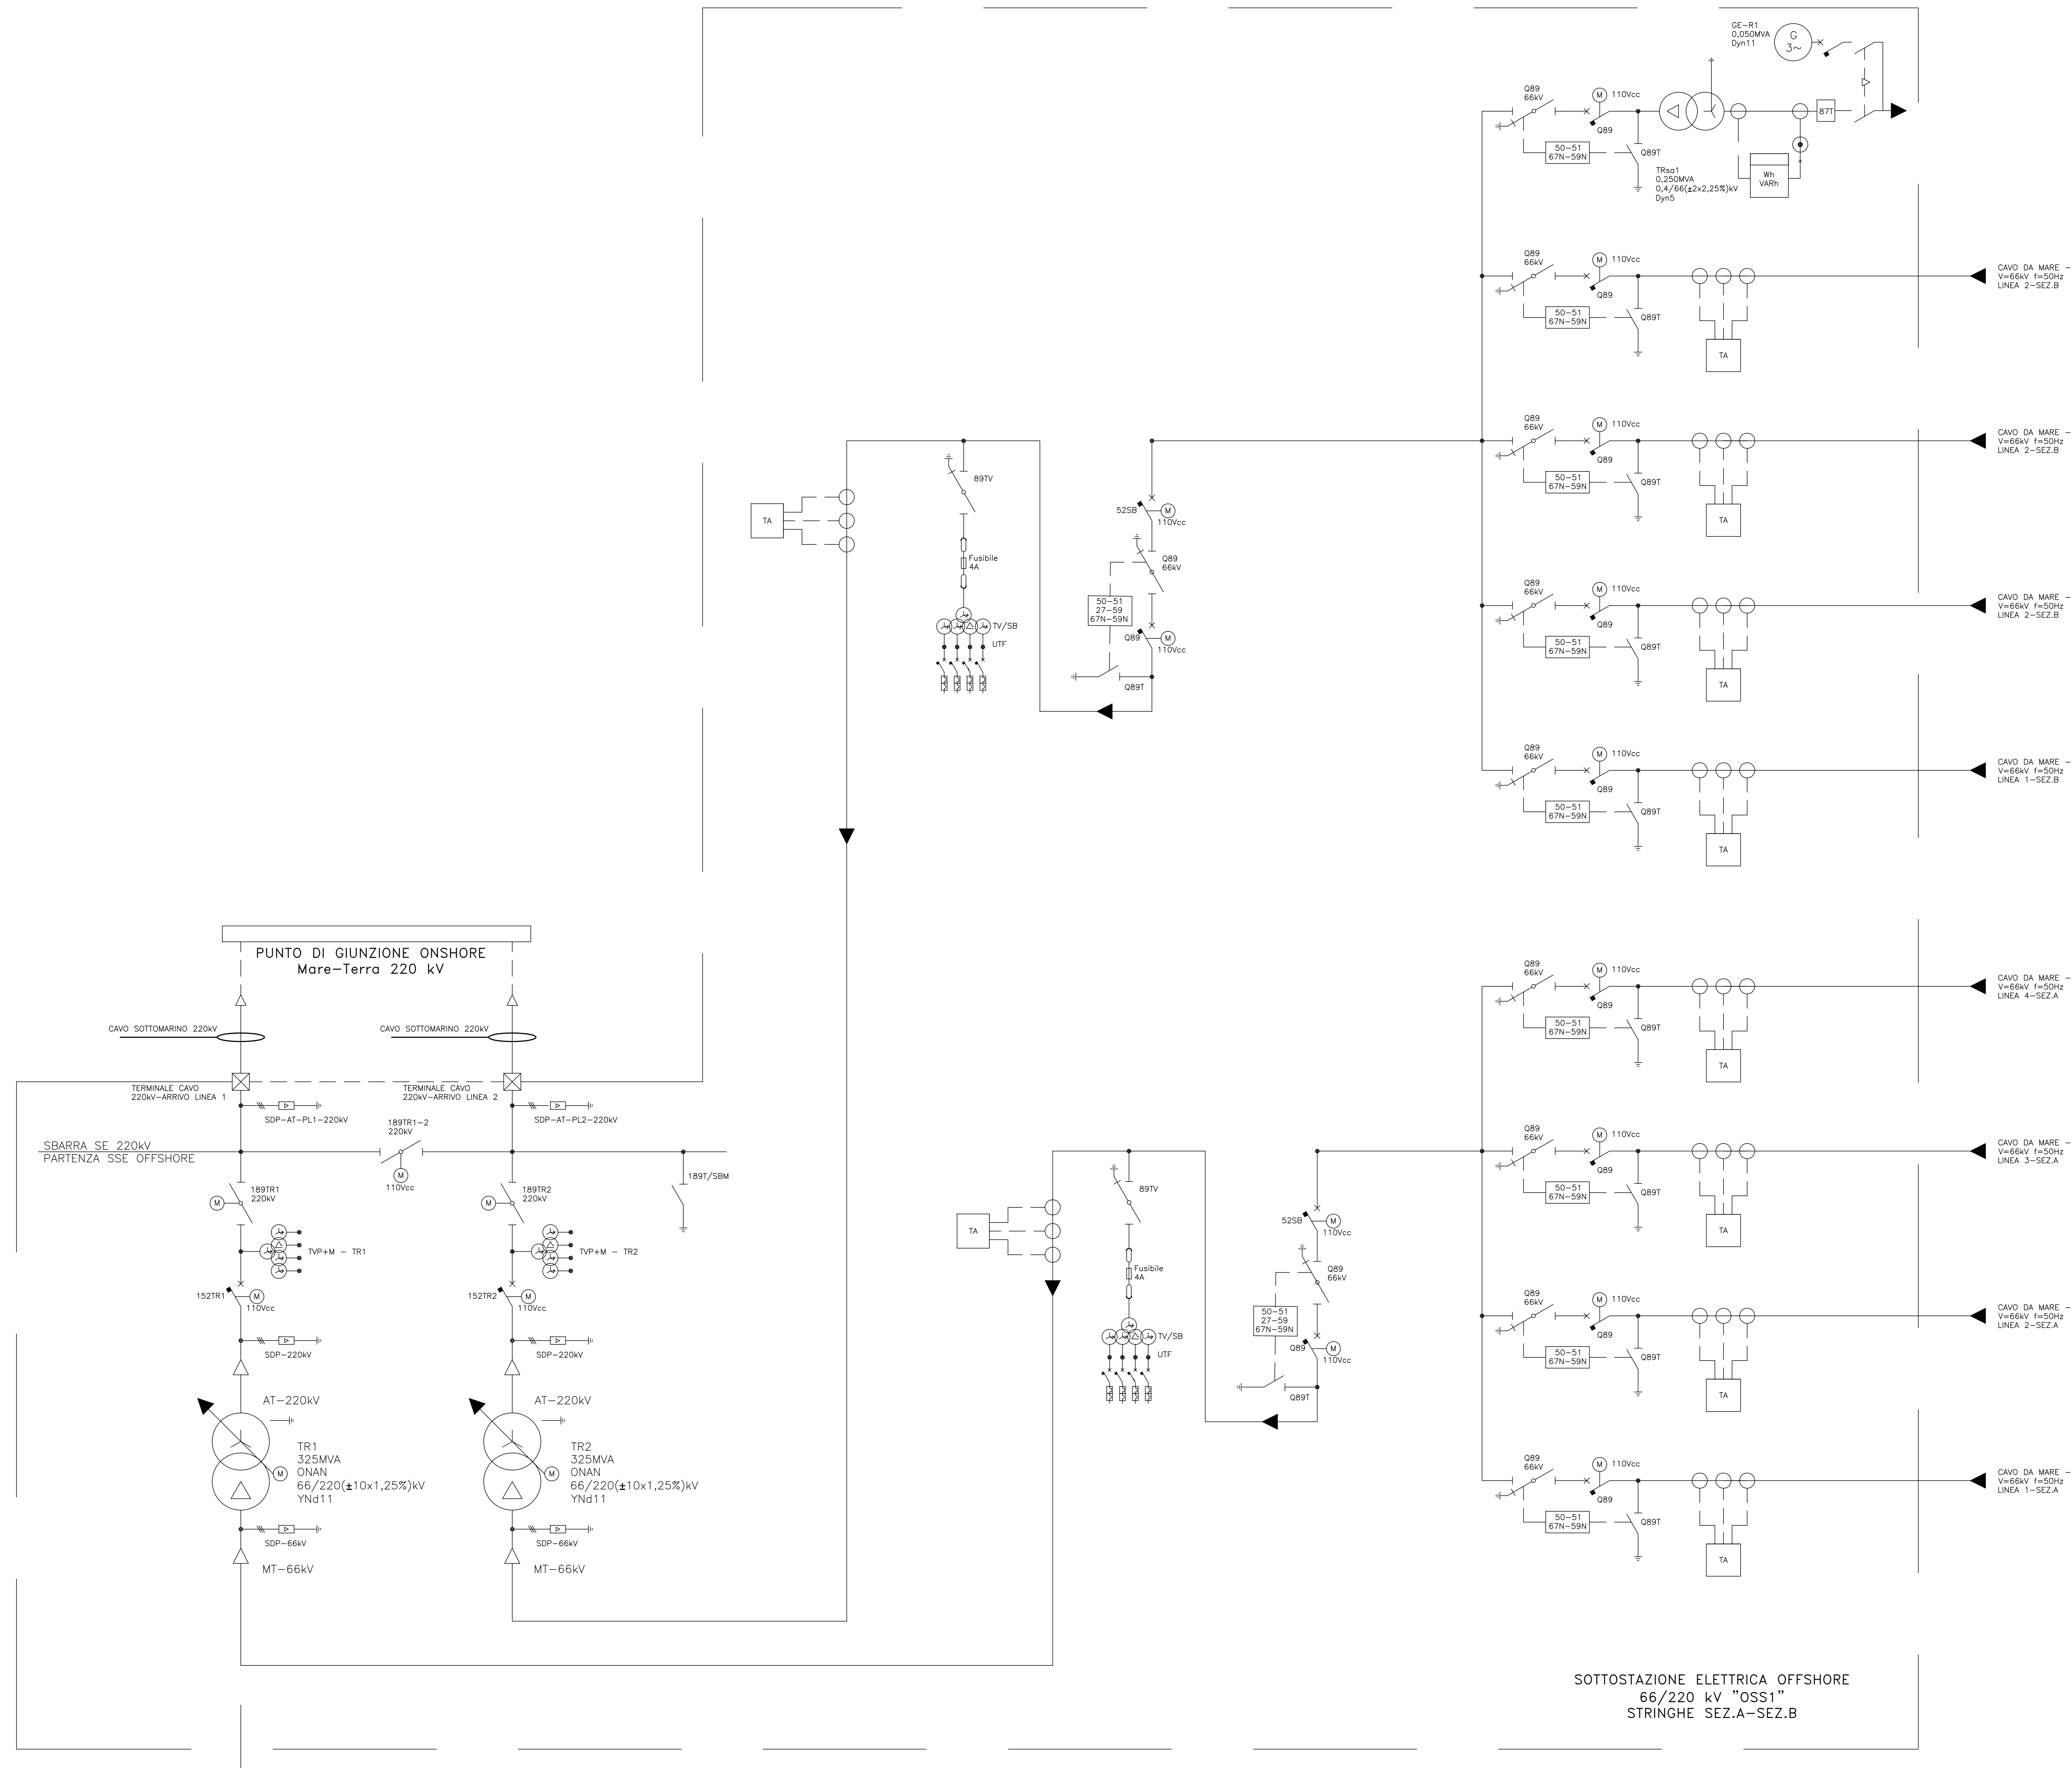 GE-R1
0,050MVA
Dyn11
G
3~
Q89
66kV
M
110Vcc
Q89
50-51
67N-59N
Q89T
87T
Wh
VARh
TRsa1
0,250MVA
0,4/66(±2x2,25%)kV
Dyn5
Q89
66kV
M
110Vcc
Q89
50-51
67N-59N
Q89T
TA
CAVO DA MARE -
V=66kV f=50Hz
LINEA 2-SEZ.B
Q89
66kV
M
110Vcc
Q89
50-51
67N-59N
Q89T
TA
CAVO DA MARE -
V=66kV f=50Hz
LINEA 2-SEZ.B
Q89
66kV
M
110Vcc
Q89
50-51
67N-59N
Q89T
TA
CAVO DA MARE -
V=66kV f=50Hz
LINEA 2-SEZ.B
Q89
66kV
M
110Vcc
Q89
50-51
67N-59N
Q89T
TA
CAVO DA MARE -
V=66kV f=50Hz
LINEA 1-SEZ.B
TA
89TV
Fusibile
4A
TV/SB
UTF
52SB
M
110Vcc
Q89
66kV
50-51
27-59
67N-59N
Q89
M
110Vcc
Q89T
PUNTO DI GIUNZIONE ONSHORE
Mare-Terra 220 kV
CAVO SOTTOMARINO 220kV
CAVO SOTTOMARINO 220kV
TERMINALE CAVO
220kV-ARRIVO LINEA 1
TERMINALE CAVO
220kV-ARRIVO LINEA 2
SDP-AT-PL1-220kV
SDP-AT-PL2-220kV
SBARRA SE 220kV
PARTENZA SSE OFFSHORE
189TR1-2
220kV
M
110Vcc
189T/SBM
189TR1
220kV
M
189TR2
220kV
M
TVP+M - TR1
TVP+M - TR2
152TR1
M
110Vcc
152TR2
M
110Vcc
SDP-220kV
SDP-220kV
AT-220kV
AT-220kV
TR1
325MVA
ONAN
66/220(±10x1,25%)kV
YNd11
M
TR2
325MVA
ONAN
66/220(±10x1,25%)kV
YNd11
M
SDP-66kV
SDP-66kV
MT-66kV
MT-66kV
TA
89TV
Fusibile
4A
TV/SB
UTF
52SB
M
110Vcc
Q89
66kV
50-51
27-59
67N-59N
Q89
M
110Vcc
Q89T
Q89
66kV
M
110Vcc
Q89
50-51
67N-59N
Q89T
TA
CAVO DA MARE -
V=66kV f=50Hz
LINEA 4-SEZ.A
Q89
66kV
M
110Vcc
Q89
50-51
67N-59N
Q89T
TA
CAVO DA MARE -
V=66kV f=50Hz
LINEA 3-SEZ.A
Q89
66kV
M
110Vcc
Q89
50-51
67N-59N
Q89T
TA
CAVO DA MARE -
V=66kV f=50Hz
LINEA 2-SEZ.A
Q89
66kV
M
110Vcc
Q89
50-51
67N-59N
Q89T
TA
CAVO DA MARE -
V=66kV f=50Hz
LINEA 1-SEZ.A
SOTTOSTAZIONE ELETTRICA OFFSHORE
66/220 kV "OSS1"
STRINGHE SEZ.A-SEZ.B